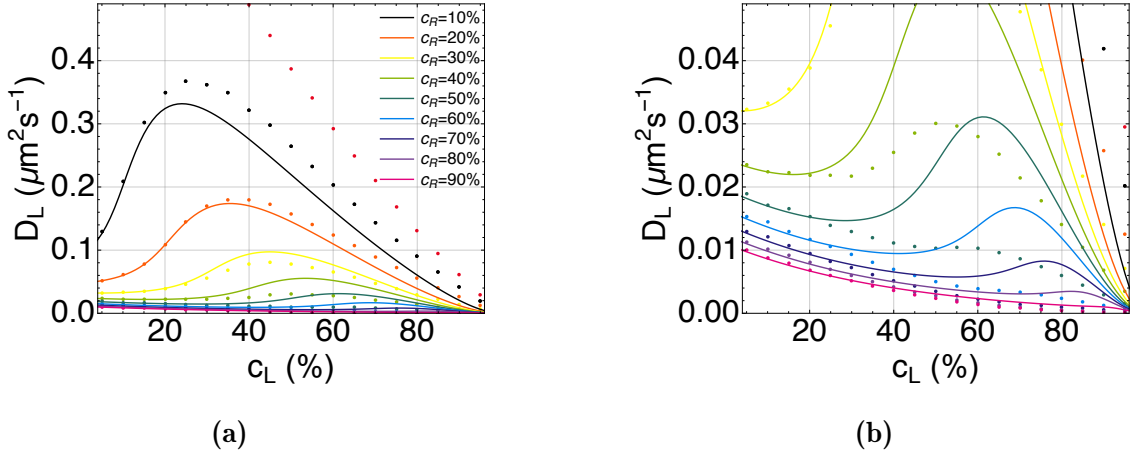 D_L (μm²s⁻¹)
0.4
0.3
0.2
0.1
0.0
20 40 60 80
c_L (%)
c_R=10%
c_R=20%
c_R=30%
c_R=40%
c_R=50%
c_R=60%
c_R=70%
c_R=80%
c_R=90%
(a)
D_L (μm²s⁻¹)
0.04
0.03
0.02
0.01
0.00
20 40 60 80
c_L (%)
(b)